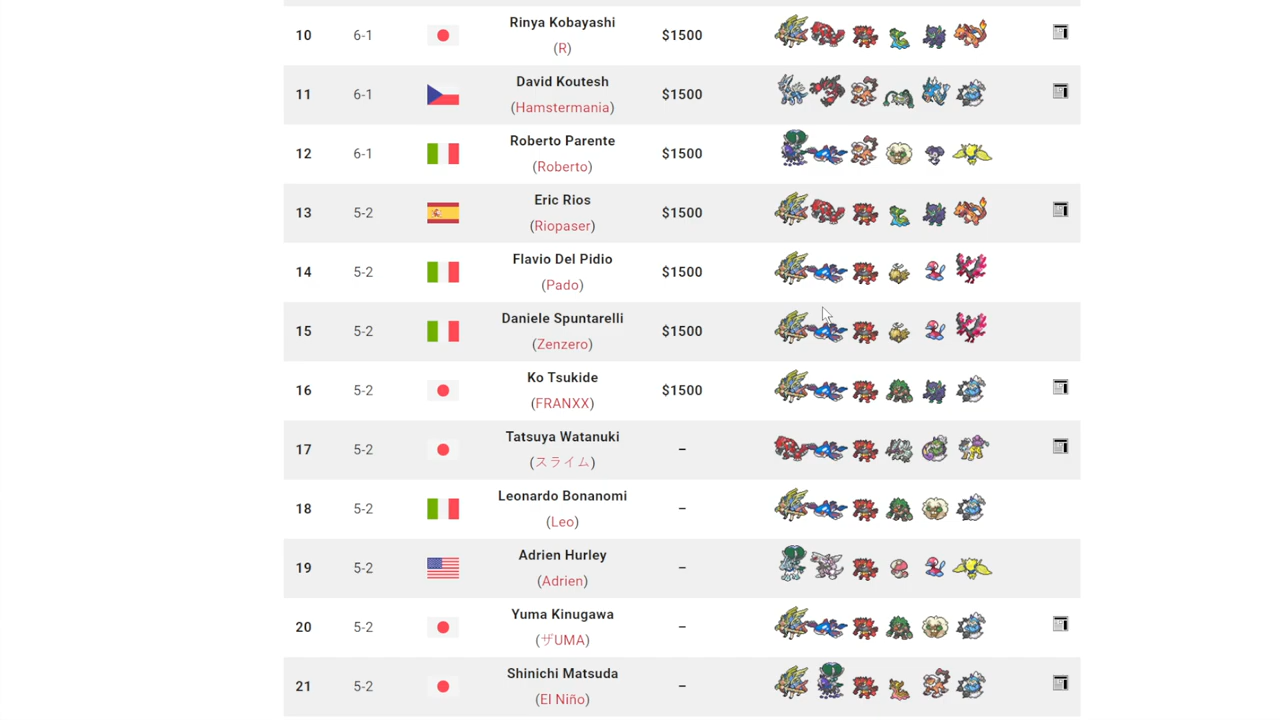 10 6-1 Rinya Kobayashi $1500
(R)
11 6-1 David Koutesh $1500
(Hamstermania)
12 6-1 Roberto Parente $1500
(Roberto)
13 5-2 Eric Rios $1500
(Riopaser)
14 5-2 Flavio Del Pidio $1500
(Pado)
15 5-2 Daniele Spuntarelli $1500
(Zenzero)
16 5-2 Ko Tsukide $1500
(FRANXX)
17 5-2 Tatsuya Watanuki –
(スライム)
18 5-2 Leonardo Bonanomi –
(Leo)
19 5-2 Adrien Hurley –
(Adrien)
20 5-2 Yuma Kinugawa –
(ザUMA)
21 5-2 Shinichi Matsuda –
(El Niño)